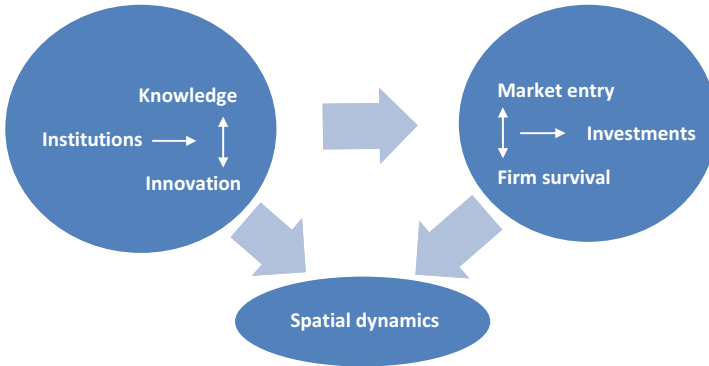 Knowledge
Institutions
Innovation
Market entry
Investments
Firm survival
Spatial dynamics